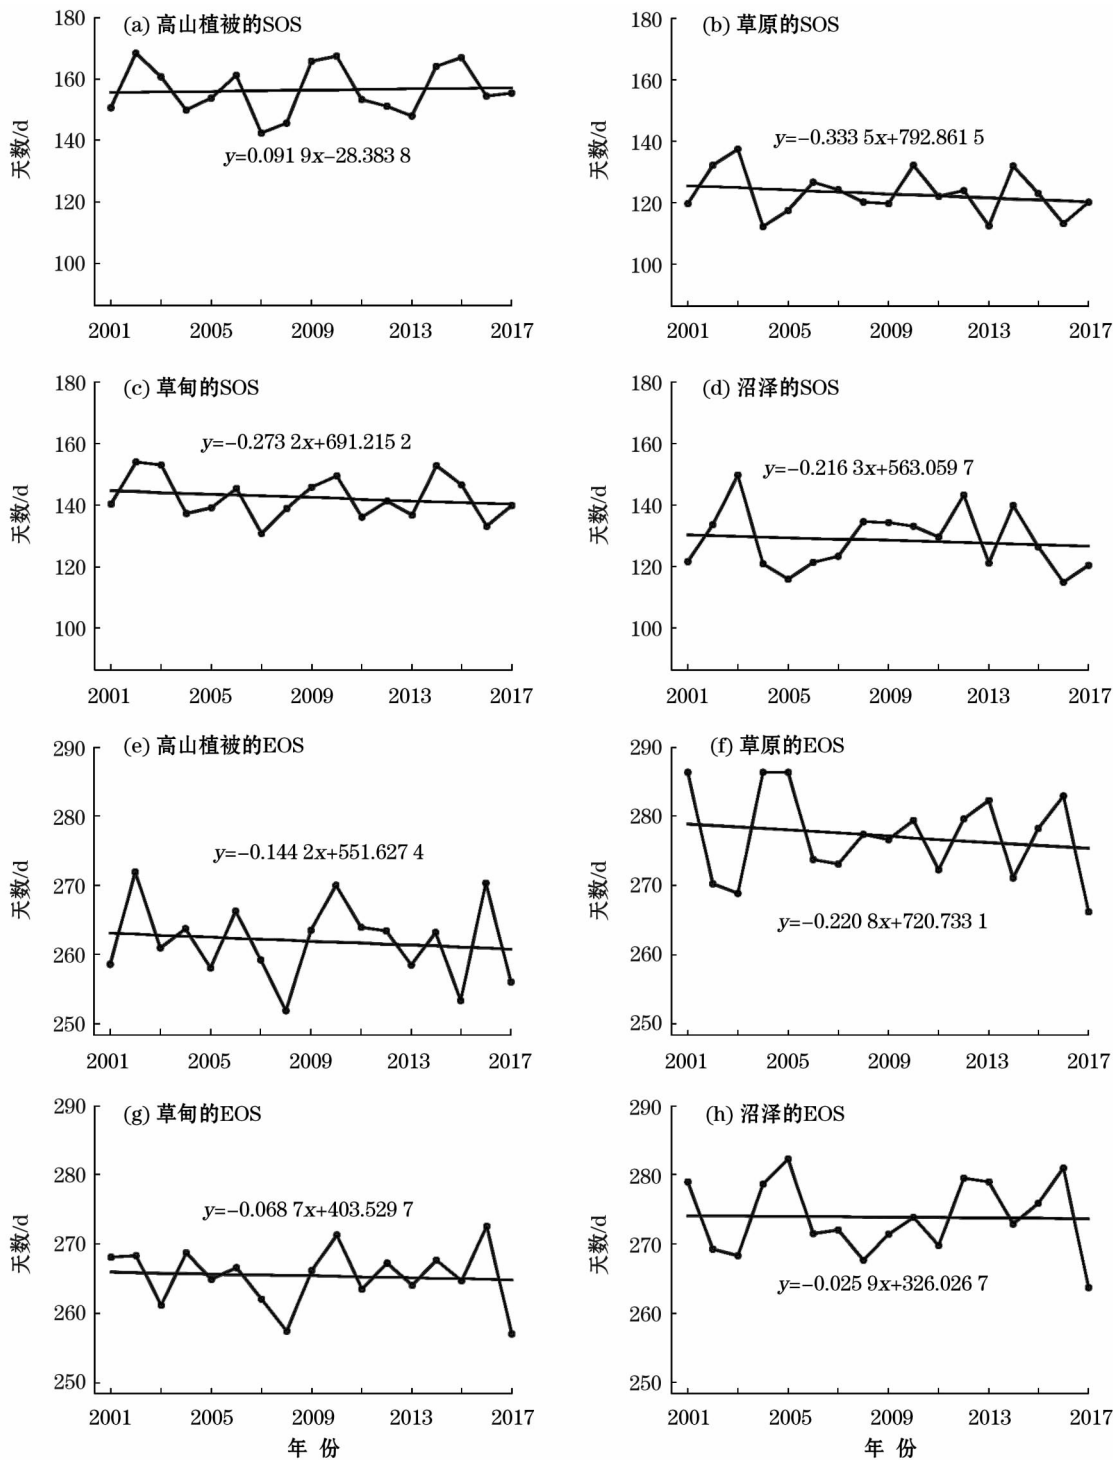 (a) 高山植被的SOS
180
160
140
120
100
天数/d
y=0.091 9x−28.383 8
2001 2005 2009 2013 2017
(b) 草原的SOS
180
160
140
120
100
天数/d
y=−0.333 5x+792.861 5
2001 2005 2009 2013 2017
(c) 草甸的SOS
180
160
140
120
100
天数/d
y=−0.273 2x+691.215 2
2001 2005 2009 2013 2017
(d) 沼泽的SOS
180
160
140
120
100
天数/d
y=−0.216 3x+563.059 7
2001 2005 2009 2013 2017
(e) 高山植被的EOS
290
280
270
260
250
天数/d
y=−0.144 2x+551.627 4
2001 2005 2009 2013 2017
(f) 草原的EOS
290
280
270
260
250
天数/d
y=−0.220 8x+720.733 1
2001 2005 2009 2013 2017
(g) 草甸的EOS
290
280
270
260
250
天数/d
y=−0.068 7x+403.529 7
2001 2005 2009 2013 2017
年 份
(h) 沼泽的EOS
290
280
270
260
250
天数/d
y=−0.025 9x+326.026 7
2001 2005 2009 2013 2017
年 份